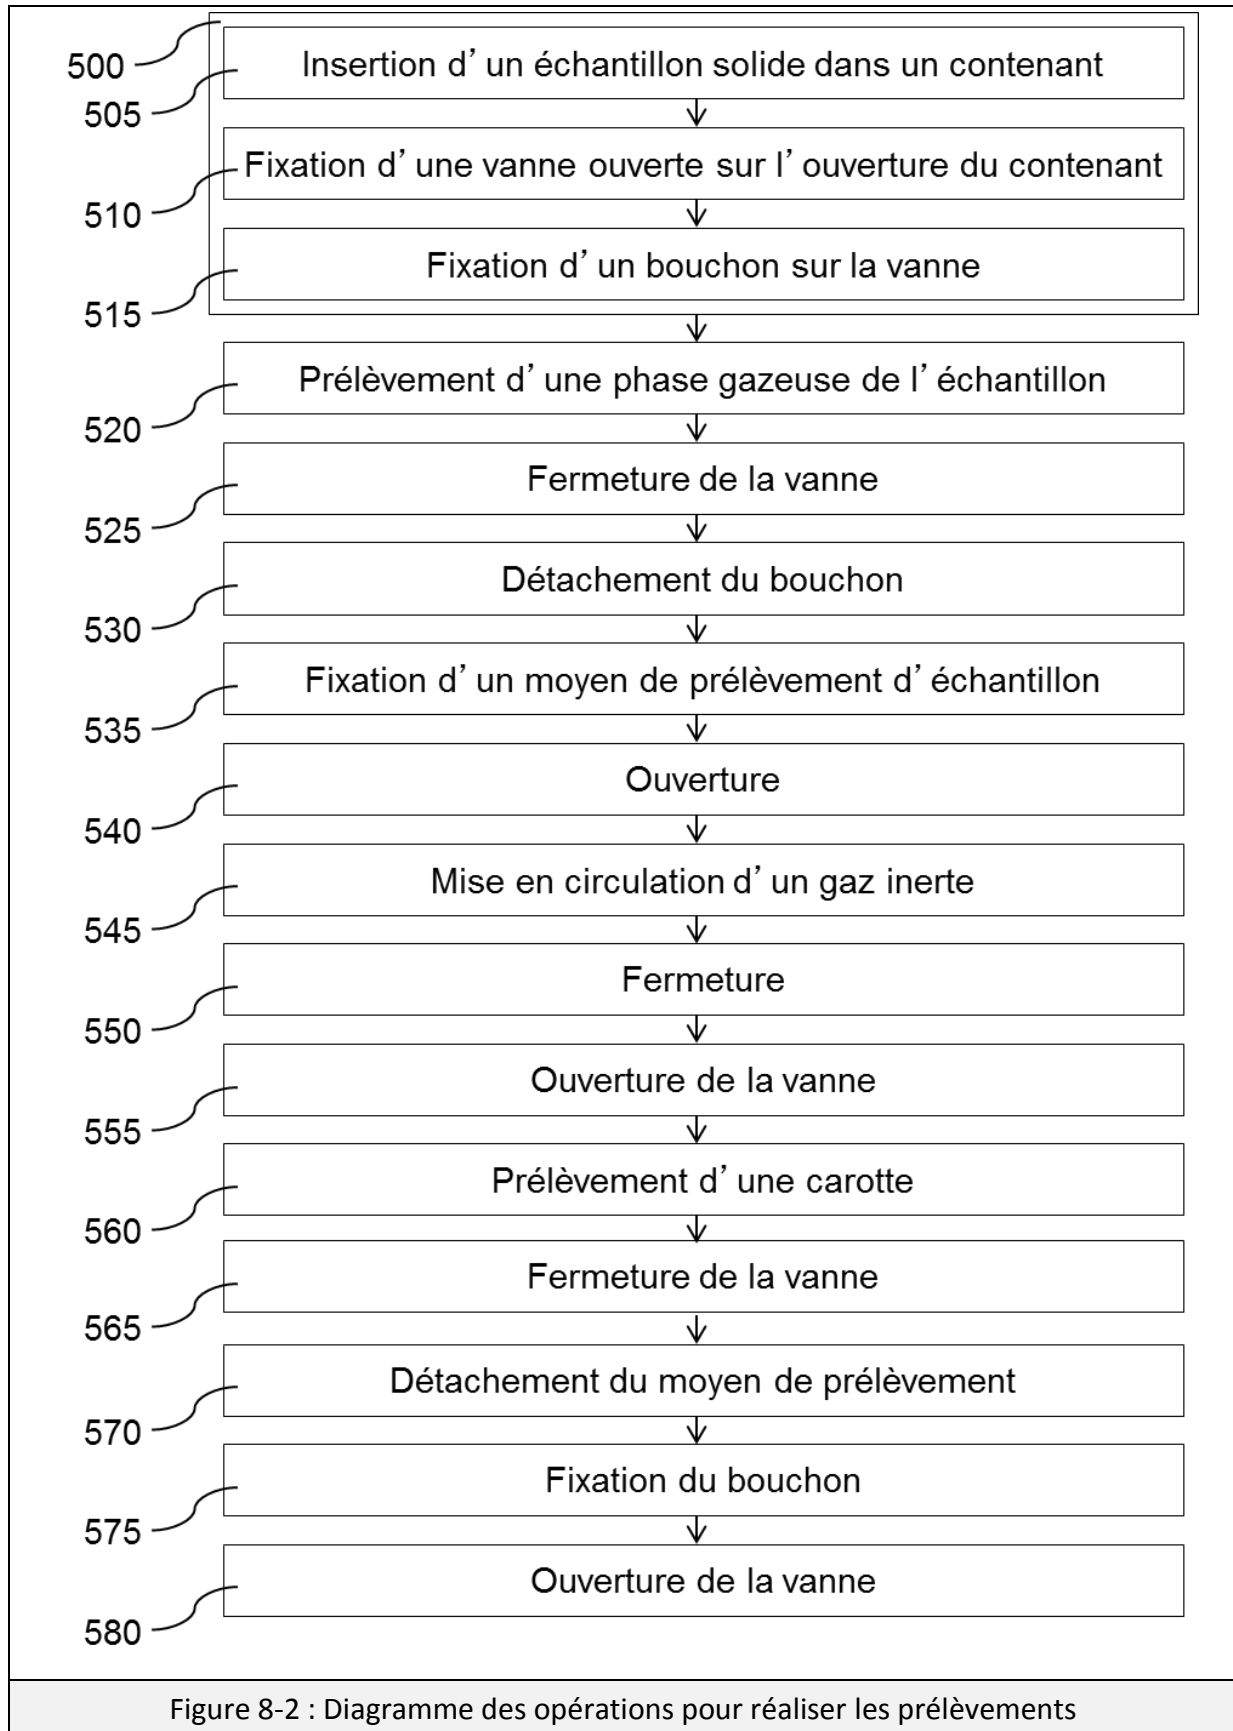 500
Insertion d’un échantillon solide dans un contenant
505
Fixation d’une vanne ouverte sur l’ouverture du contenant
510
Fixation d’un bouchon sur la vanne
515
Prélèvement d’une phase gazeuse de l’échantillon
520
Fermeture de la vanne
525
Détachement du bouchon
530
Fixation d’un moyen de prélèvement d’échantillon
535
Ouverture
540
Mise en circulation d’un gaz inerte
545
Fermeture
550
Ouverture de la vanne
555
Prélèvement d’une carotte
560
Fermeture de la vanne
565
Détachement du moyen de prélèvement
570
Fixation du bouchon
575
Ouverture de la vanne
580
Figure 8-2 : Diagramme des opérations pour réaliser les prélèvements